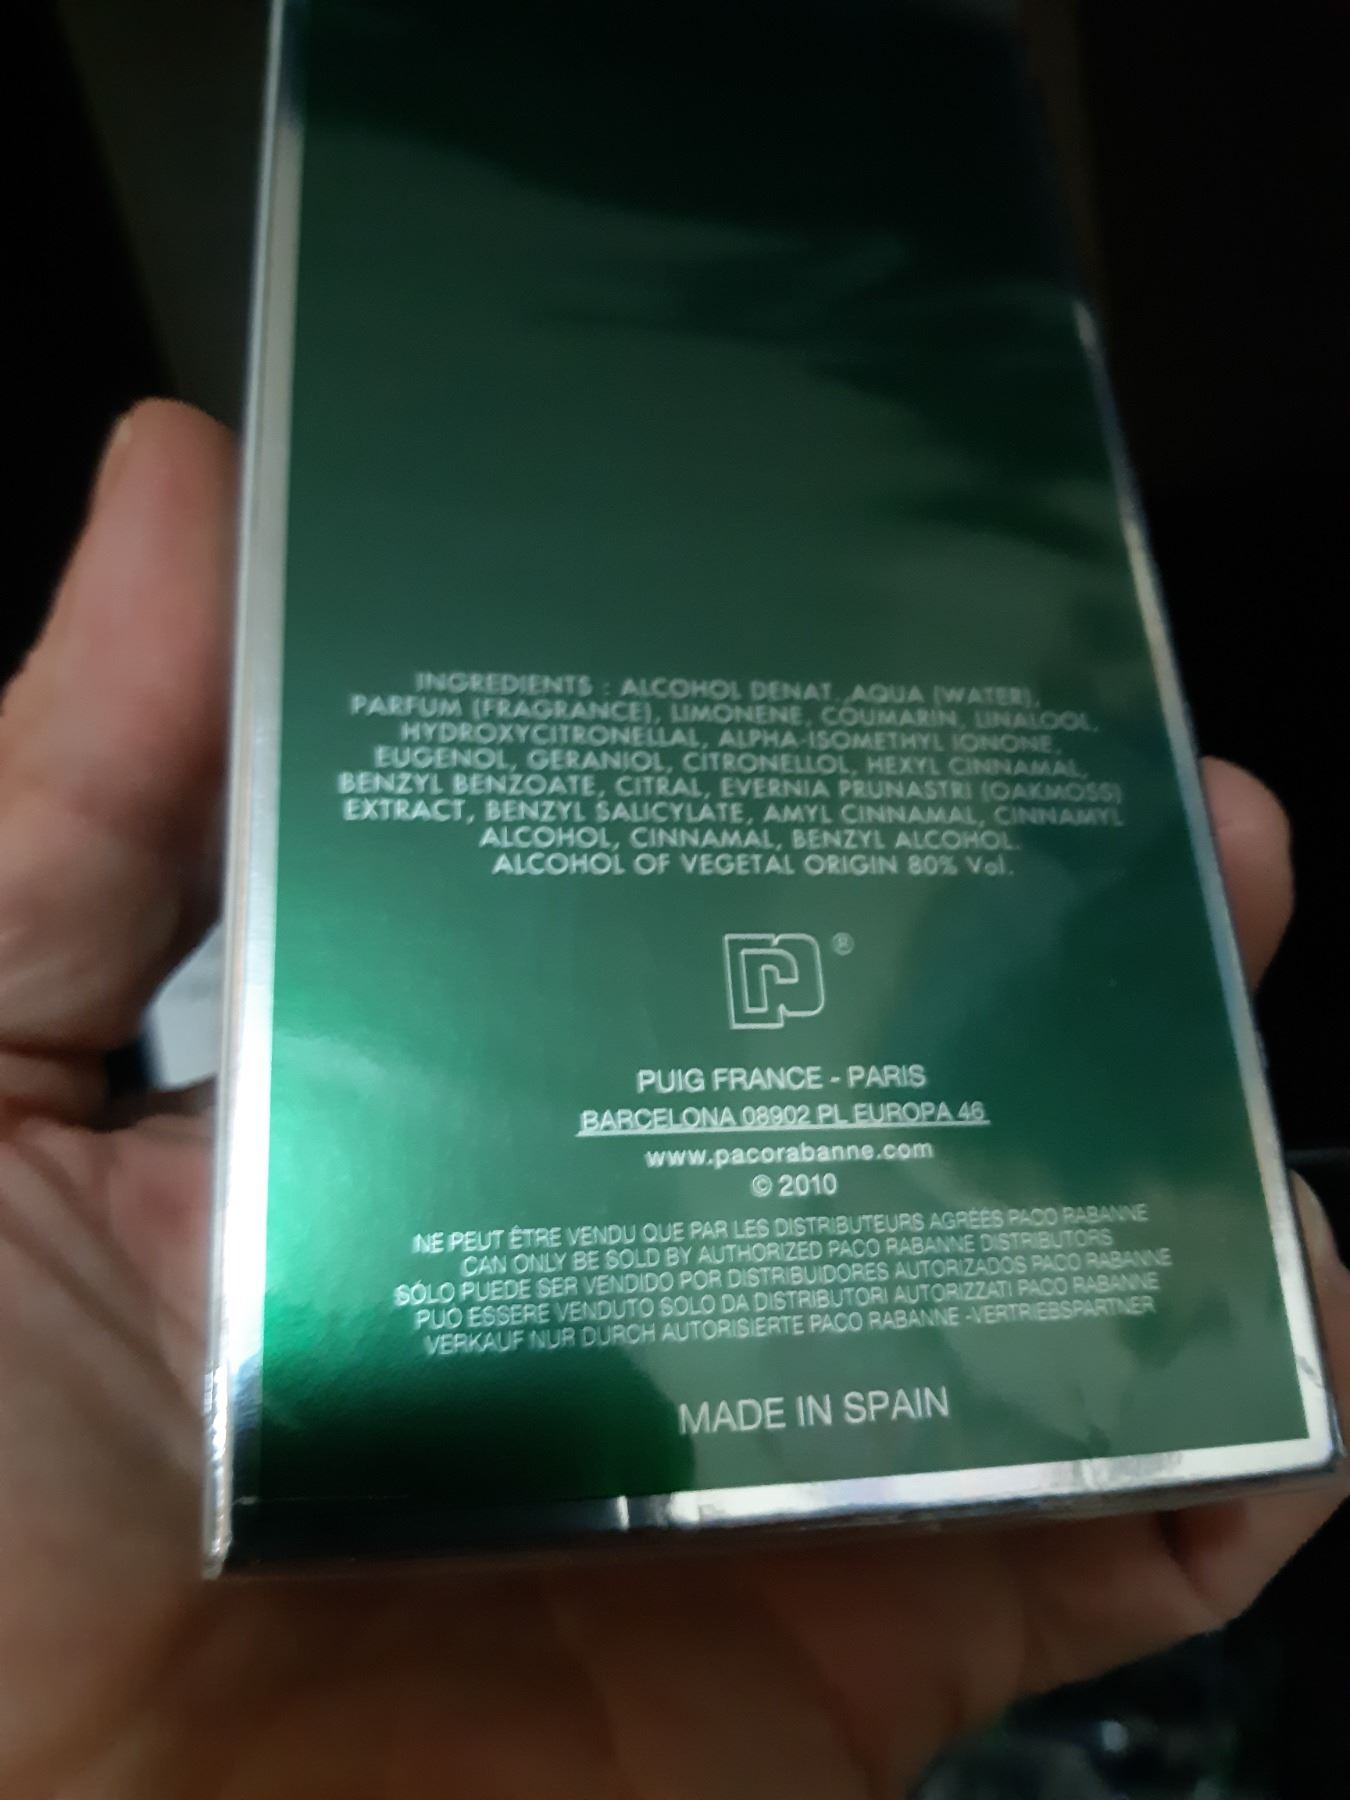 INGREDIENTS : ALCOHOL DENAT., AQUA (WATER),
PARFUM (FRAGRANCE), LIMONENE, COUMARIN, LINALOOL,
HYDROXYCITRONELLAL, ALPHA-ISOMETHYL IONONE,
EUGENOL, GERANIOL, CITRONELLOL, HEXYL CINNAMAL,
BENZYL BENZOATE, CITRAL, EVERNIA PRUNASTRI (OAKMOSS)
EXTRACT, BENZYL SALICYLATE, AMYL CINNAMAL, CINNAMYL
ALCOHOL, CINNAMAL, BENZYL ALCOHOL.
ALCOHOL OF VEGETAL ORIGIN 80% Vol.
®
PUIG FRANCE - PARIS
BARCELONA 08902 PL EUROPA 46
www.pacorabanne.com
© 2010
NE PEUT ÊTRE VENDU QUE PAR LES DISTRIBUTEURS AGRÉÉS PACO RABANNE
CAN ONLY BE SOLD BY AUTHORIZED PACO RABANNE DISTRIBUTORS
SÓLO PUEDE SER VENDIDO POR DISTRIBUIDORES AUTORIZADOS PACO RABANNE
PUÒ ESSERE VENDUTO SOLO DA DISTRIBUTORI AUTORIZZATI PACO RABANNE
VERKAUF NUR DURCH AUTORISIERTE PACO RABANNE -VERTRIEBSPARTNER
MADE IN SPAIN